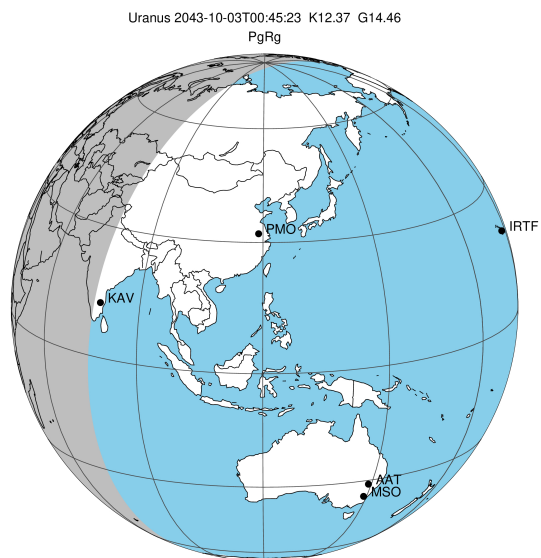 Uranus 2043-10-03T00:45:23 K12.37 G14.46
PgRg
IRTF
PMO
KAV
AAT
MSO